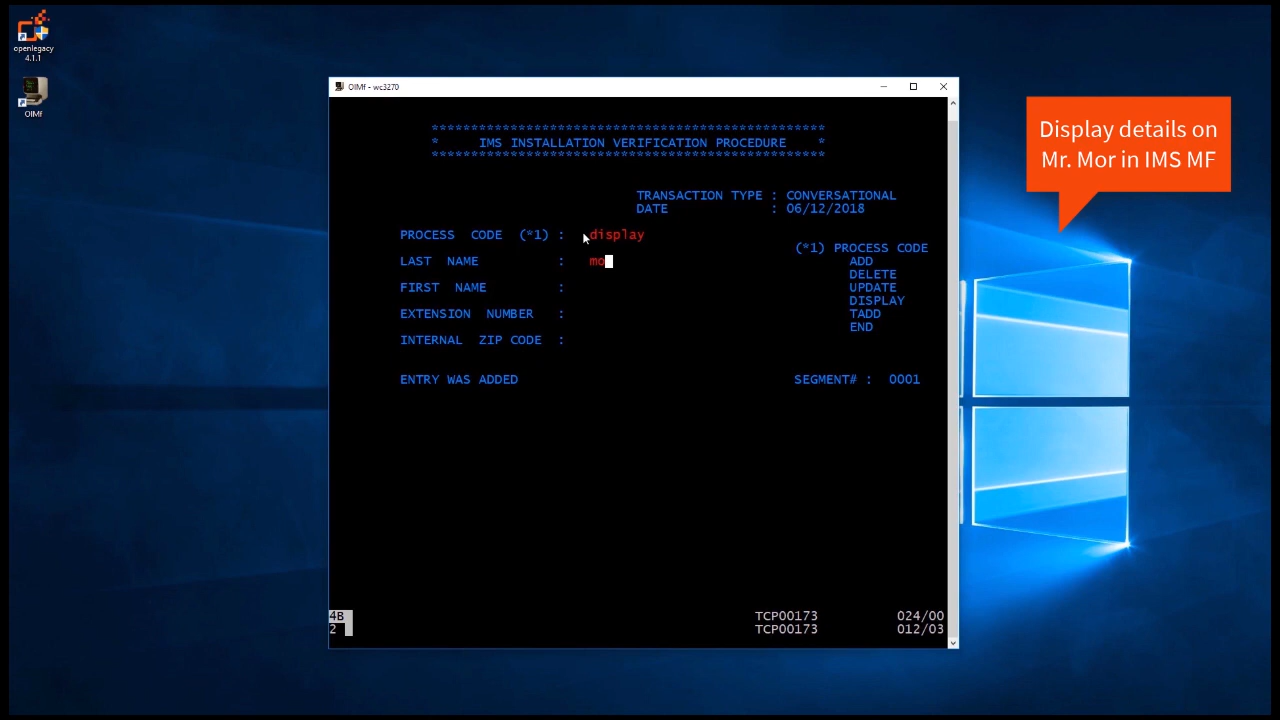 openlegacy
4.1.1
OIMf
OIMf - wc3270
Display details on
Mr. Mor in IMS MF
**************************************************
* IMS INSTALLATION VERIFICATION PROCEDURE *
**************************************************
TRANSACTION TYPE : CONVERSATIONAL
DATE : 06/12/2018
PROCESS CODE (*1) : display
(*1) PROCESS CODE
LAST NAME : mo
ADD
DELETE
FIRST NAME :
UPDATE
DISPLAY
EXTENSION NUMBER :
TADD
END
INTERNAL ZIP CODE :
ENTRY WAS ADDED SEGMENT# : 0001
4B TCP00173 024/00
2 TCP00173 012/03